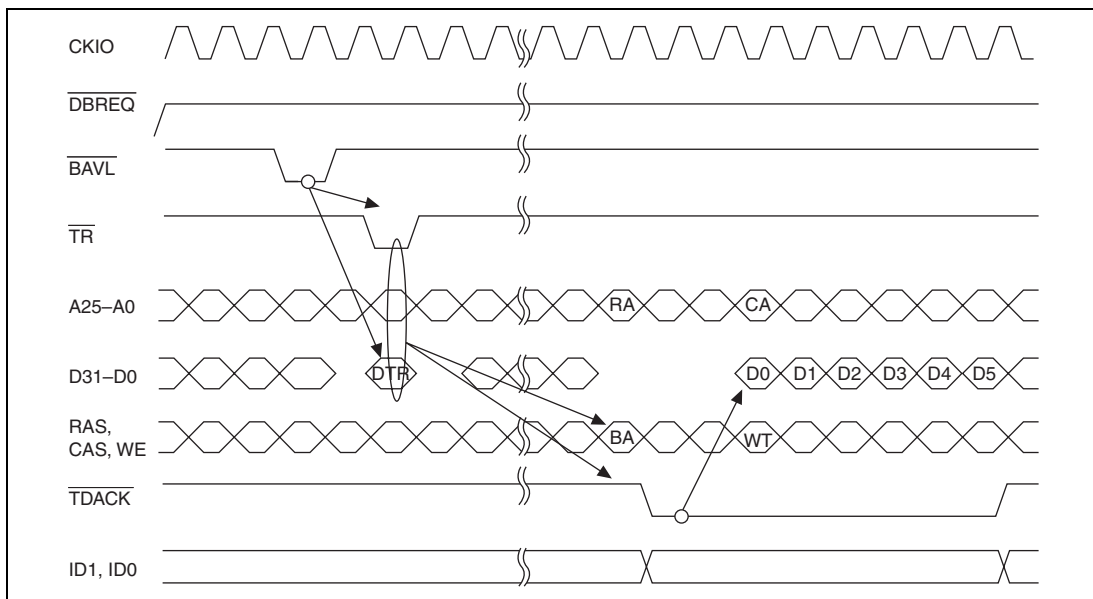 CKIO
DBREQ
BAVL
TR
A25–A0 RA CA
D31–D0 DTR D0 D1 D2 D3 D4 D5
RAS,
CAS, WE BA WT
TDACK
ID1, ID0